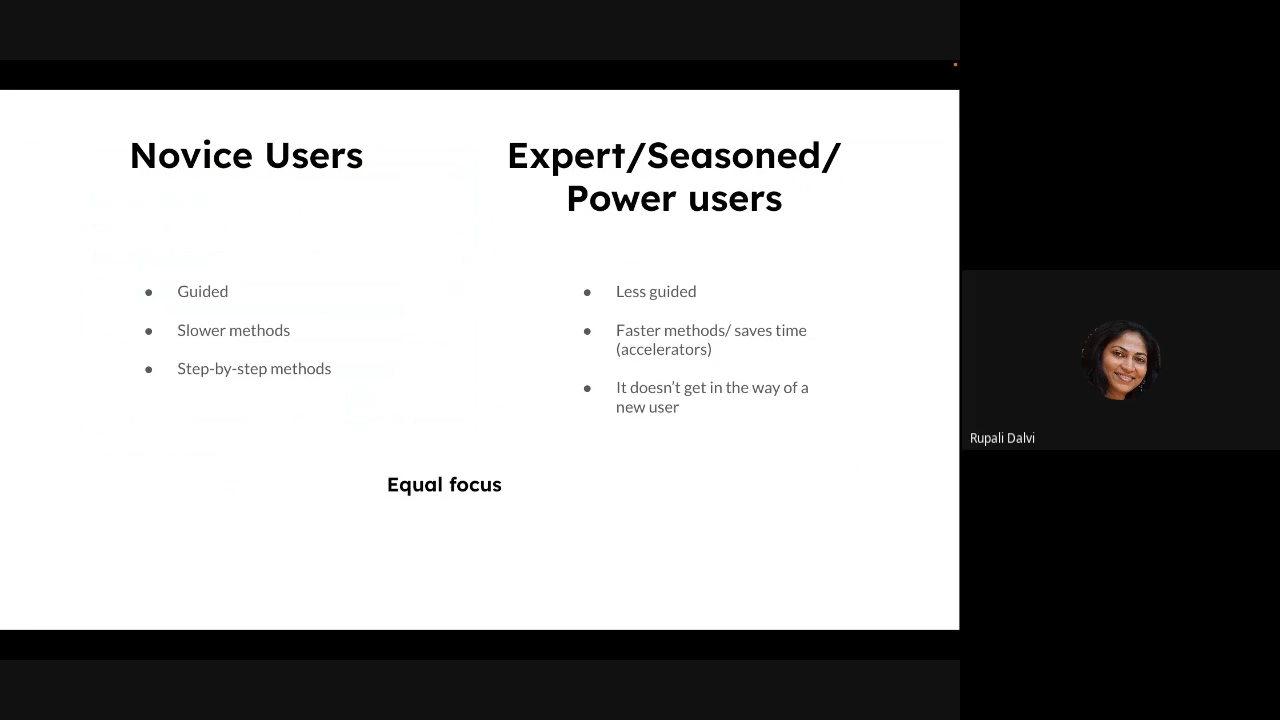 Novice Users
Expert/Seasoned/
Power users
● Guided
● Slower methods
● Step-by-step methods
● Less guided
● Faster methods/ saves time
(accelerators)
● It doesn't get in the way of a
new user
Equal focus
Rupali Dalvi